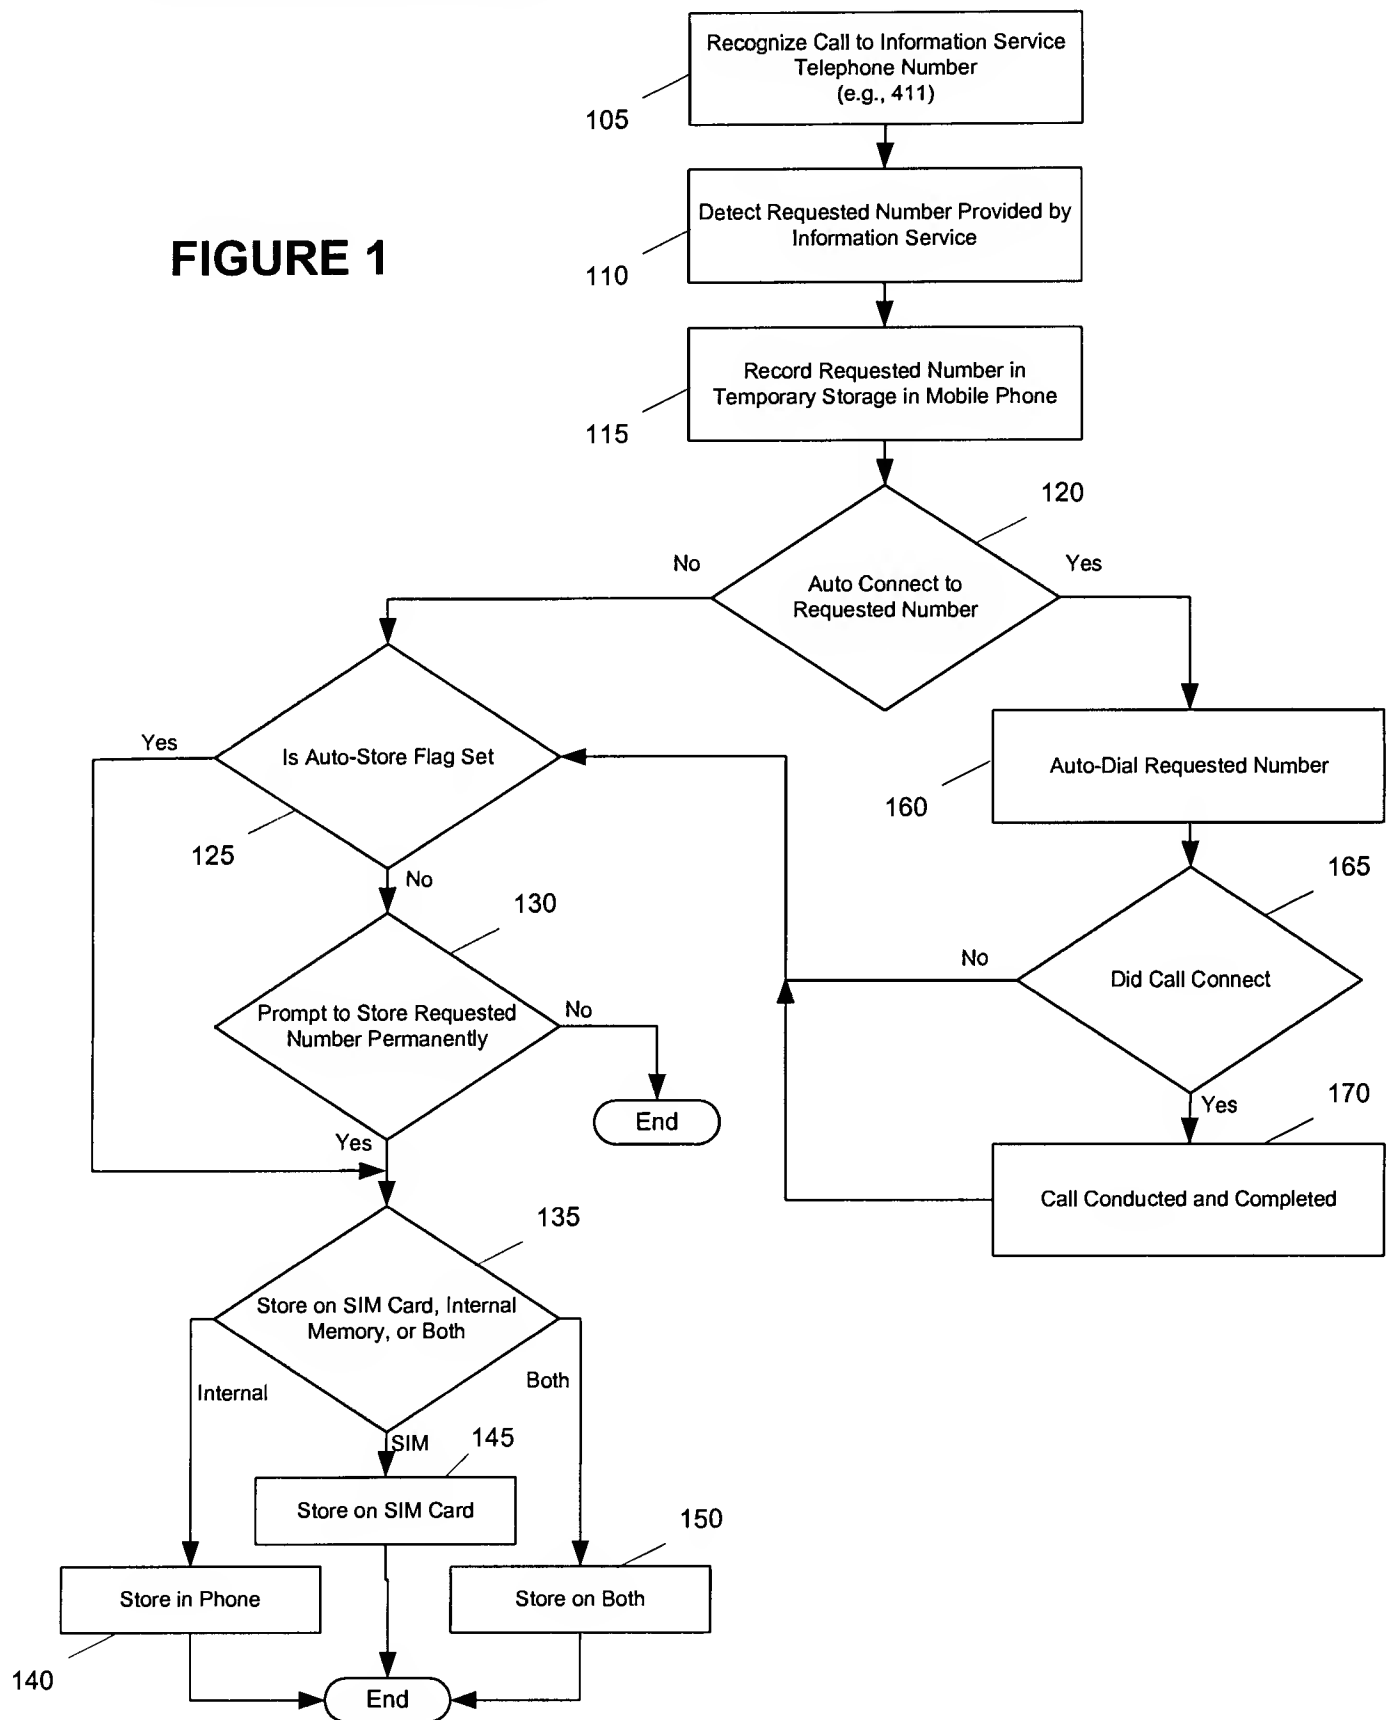 Recognize Call to Information Service
Telephone Number
(e.g., 411)
105
FIGURE 1
Detect Requested Number Provided by
Information Service
110
Record Requested Number in
Temporary Storage in Mobile Phone
115
120
No
Yes
Auto Connect to
Requested Number
Yes
Is Auto-Store Flag Set
125
Auto-Dial Requested Number
160
No
130
165
No
Did Call Connect
Prompt to Store Requested
Number Permanently
No
End
Yes
170
Yes
Call Conducted and Completed
135
Store on SIM Card, Internal
Memory, or Both
Internal
Both
SIM
145
Store on SIM Card
150
Store in Phone
Store on Both
140
End